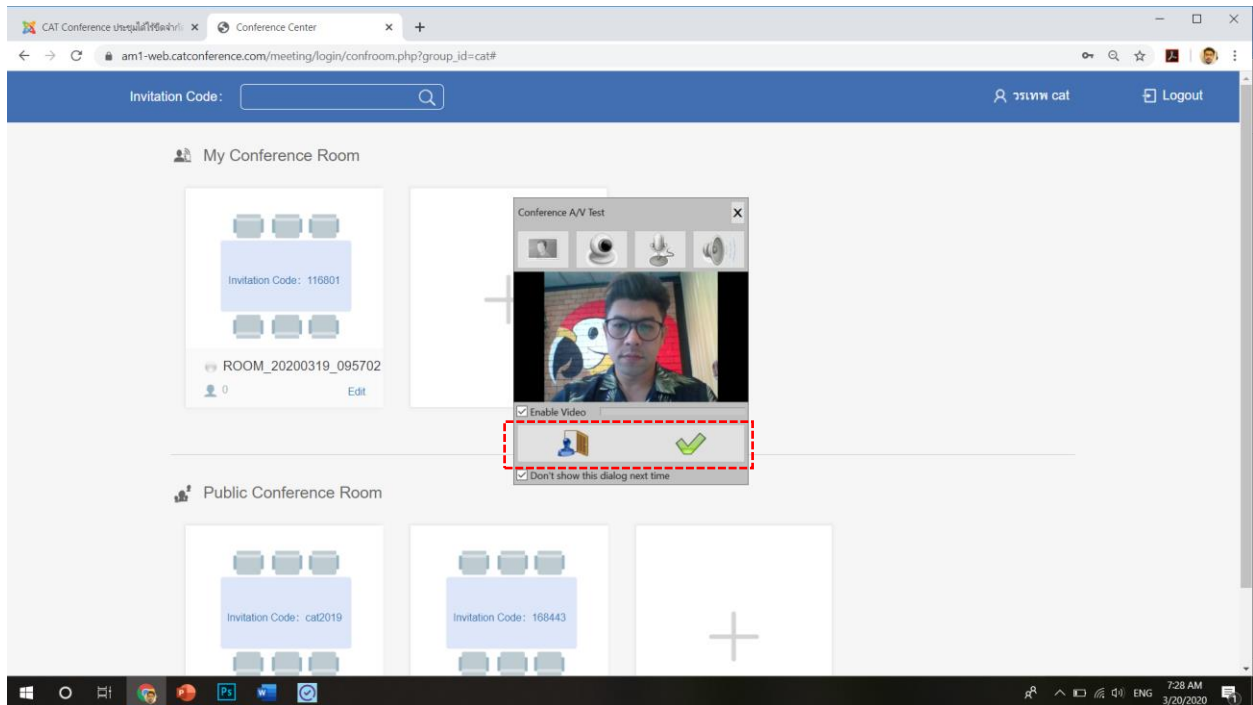 CAT Conference ประชุมได้ไร้ขีดจำกั
Conference Center
am1-web.catconference.com/meeting/login/confroom.php?group_id=cat#
Invitation Code:
วรเทพ cat
Logout
My Conference Room
Invitation Code: 116801
ROOM_20200319_095702
0
Edit
Conference A/V Test
X
Enable Video
Don't show this dialog next time
Public Conference Room
Invitation Code: cat2019
Invitation Code: 168443
Ps
ENG
7:28 AM
3/20/2020